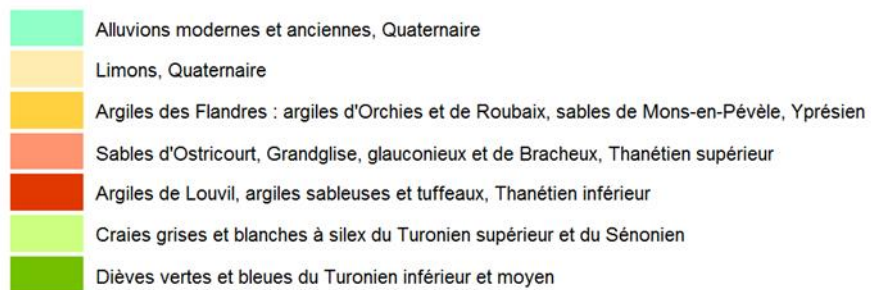 Alluvions modernes et anciennes, Quaternaire
Limons, Quaternaire
Argiles des Flandres : argiles d'Orchies et de Roubaix, sables de Mons-en-Pévèle, Yprésien
Sables d'Ostricourt, Grandglise, glauconieux et de Bracheux, Thanétien supérieur
Argiles de Louvil, argiles sableuses et tuffeaux, Thanétien inférieur
Craies grises et blanches à silex du Turonien supérieur et du Sénonien
Dièves vertes et bleues du Turonien inférieur et moyen